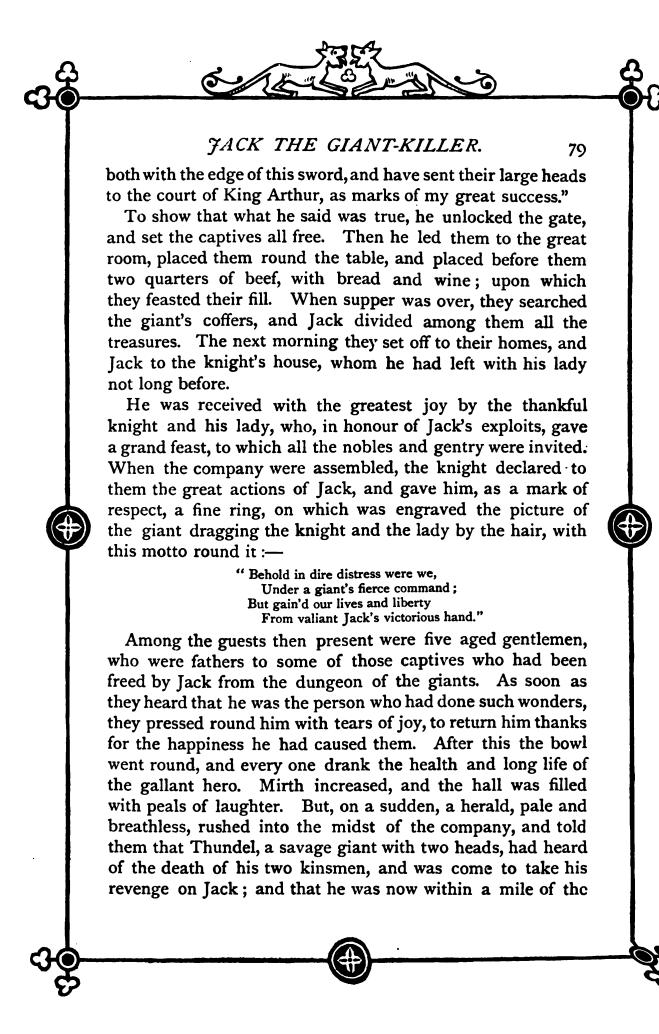 JACK THE GIANT-KILLER. 79
both with the edge of this sword, and have sent their large heads
to the court of King Arthur, as marks of my great success."
To show that what he said was true, he unlocked the gate,
and set the captives all free. Then he led them to the great
room, placed them round the table, and placed before them
two quarters of beef, with bread and wine; upon which
they feasted their fill. When supper was over, they searched
the giant's coffers, and Jack divided among them all the
treasures. The next morning they set off to their homes, and
Jack to the knight's house, whom he had left with his lady
not long before.
He was received with the greatest joy by the thankful
knight and his lady, who, in honour of Jack's exploits, gave
a grand feast, to which all the nobles and gentry were invited.
When the company were assembled, the knight declared to
them the great actions of Jack, and gave him, as a mark of
respect, a fine ring, on which was engraved the picture of
the giant dragging the knight and the lady by the hair, with
this motto round it :—
" Behold in dire distress were we,
Under a giant's fierce command ;
But gain'd our lives and liberty
From valiant Jack's victorious hand."
Among the guests then present were five aged gentlemen,
who were fathers to some of those captives who had been
freed by Jack from the dungeon of the giants. As soon as
they heard that he was the person who had done such wonders,
they pressed round him with tears of joy, to return him thanks
for the happiness he had caused them. After this the bowl
went round, and every one drank the health and long life of
the gallant hero. Mirth increased, and the hall was filled
with peals of laughter. But, on a sudden, a herald, pale and
breathless, rushed into the midst of the company, and told
them that Thundel, a savage giant with two heads, had heard
of the death of his two kinsmen, and was come to take his
revenge on Jack ; and that he was now within a mile of the